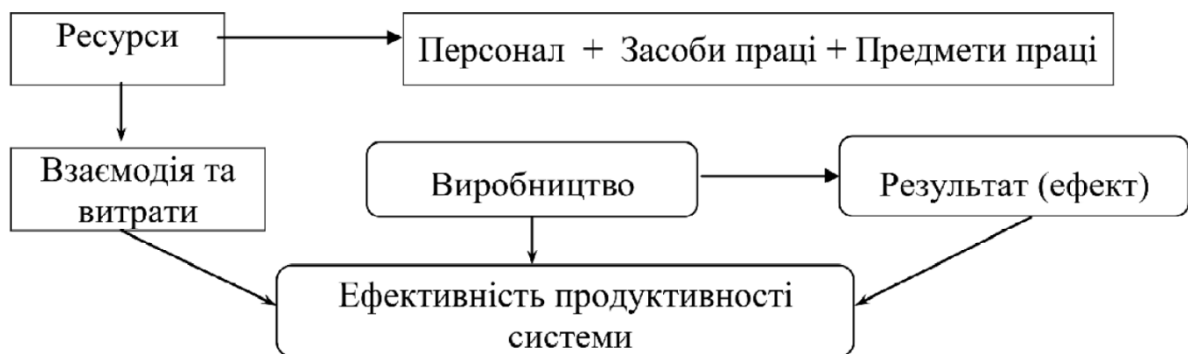 Ресурси
Персонал + Засоби праці + Предмети праці
Взаємодія та
витрати
Виробництво
Результат (ефект)
Ефективність продуктивності
системи